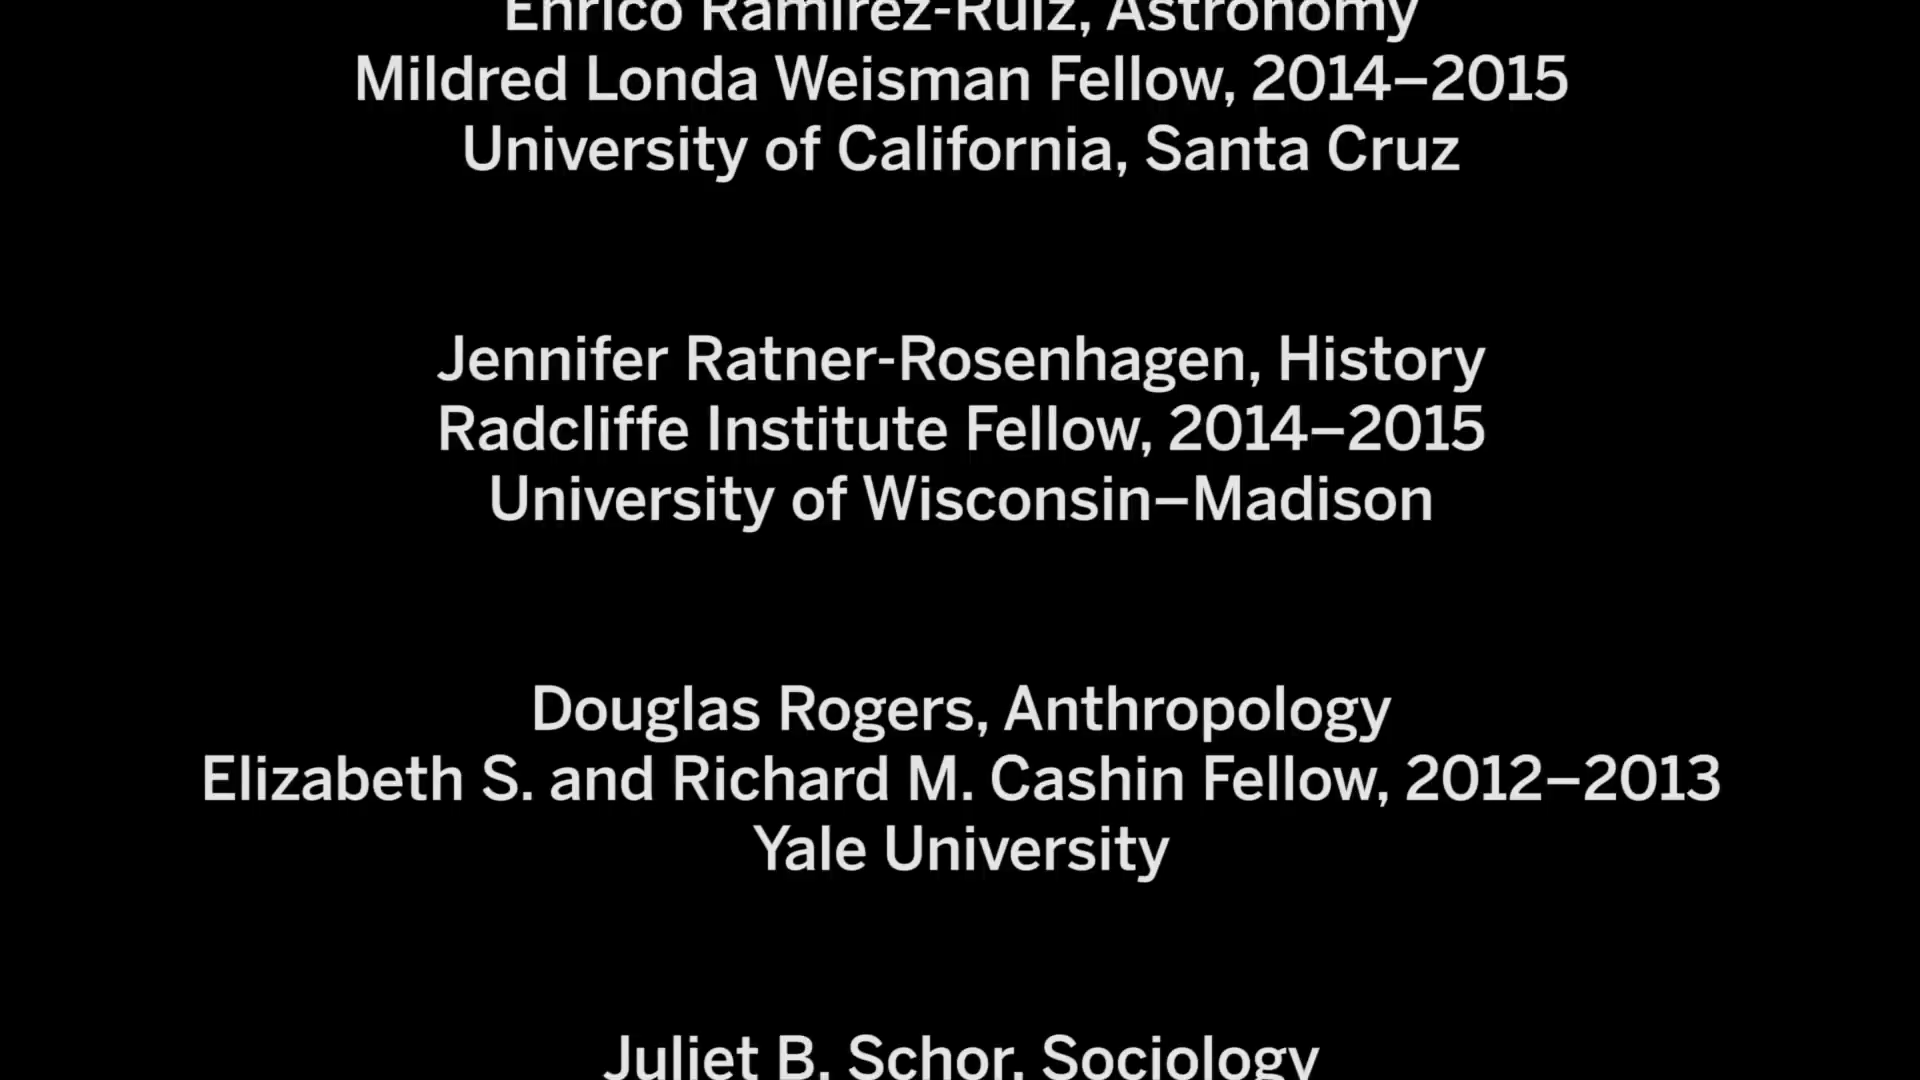 Enrico Ramirez-Ruiz, Astronomy
Mildred Londa Weisman Fellow, 2014–2015
University of California, Santa Cruz
Jennifer Ratner-Rosenhagen, History
Radcliffe Institute Fellow, 2014–2015
University of Wisconsin–Madison
Douglas Rogers, Anthropology
Elizabeth S. and Richard M. Cashin Fellow, 2012–2013
Yale University
Juliet B. Schor, Sociology